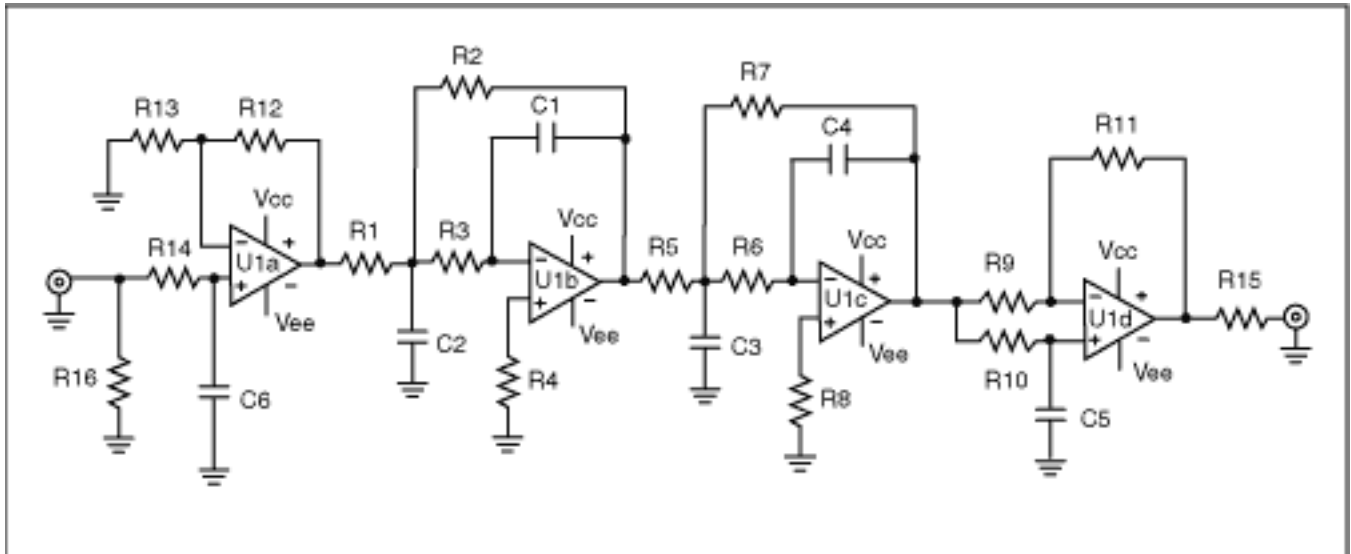 R2
R7
R13
R12
C1
C4
R11
Vcc
R14
R1
R3
Vcc
Vcc
Vcc
- +
U1a
+ -
- +
U1b
+ -
R5
R6
- +
U1c
+ -
R9
- +
U1d
+ -
R15
Vee
C2
Vee
C3
Vee
R10
Vee
R16
C6
R4
R8
C5